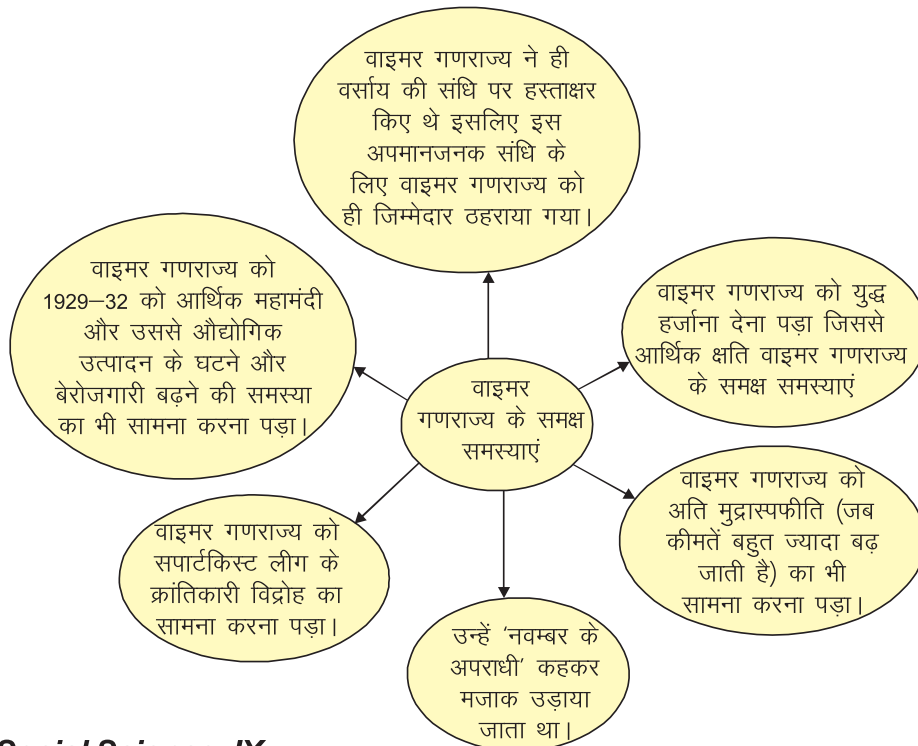 वाइमर गणराज्य ने ही
वर्साय की संधि पर हस्ताक्षर
किए थे इसलिए इस
अपमानजनक संधि के
लिए वाइमर गणराज्य को
ही जिम्मेदार ठहराया गया।
वाइमर गणराज्य को
1929–32 को आर्थिक महामंदी
और उससे औद्योगिक
उत्पादन के घटने और
बेरोजगारी बढ़ने की समस्या
का भी सामना करना पड़ा।
वाइमर गणराज्य को युद्ध
हर्जाना देना पड़ा जिससे
आर्थिक क्षति वाइमर गणराज्य
के समक्ष समस्याएं
वाइमर
गणराज्य के समक्ष
समस्याएं
वाइमर गणराज्य को
अति मुद्रास्पफीति (जब
कीमतें बहुत ज्यादा बढ़
जाती है) का भी
सामना करना पड़ा।
वाइमर गणराज्य को
सपार्टकिस्ट लीग के
क्रांतिकारी विद्रोह का
सामना करना पड़ा।
उन्हें 'नवम्बर के
अपराधी' कहकर
मजाक उड़ाया
जाता था।